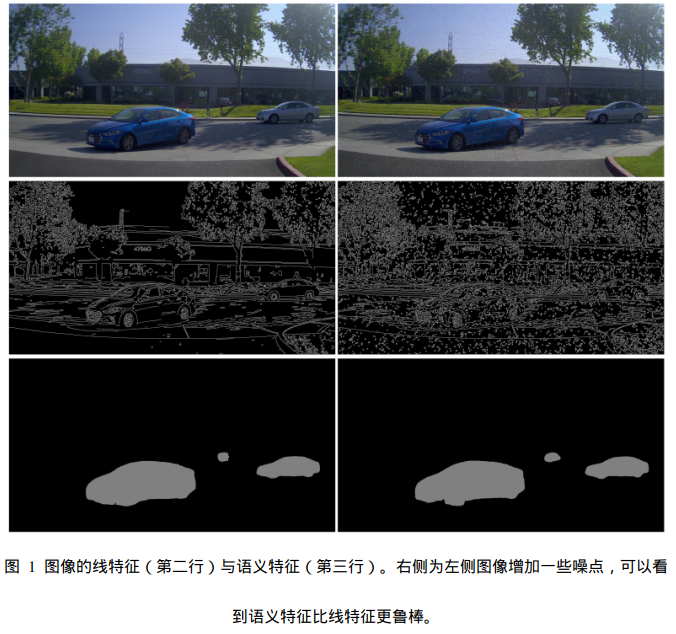 图 1 图像的线特征（第二行）与语义特征（第三行）。右侧为左侧图像增加一些噪点，可以看
到语义特征比线特征更鲁棒。